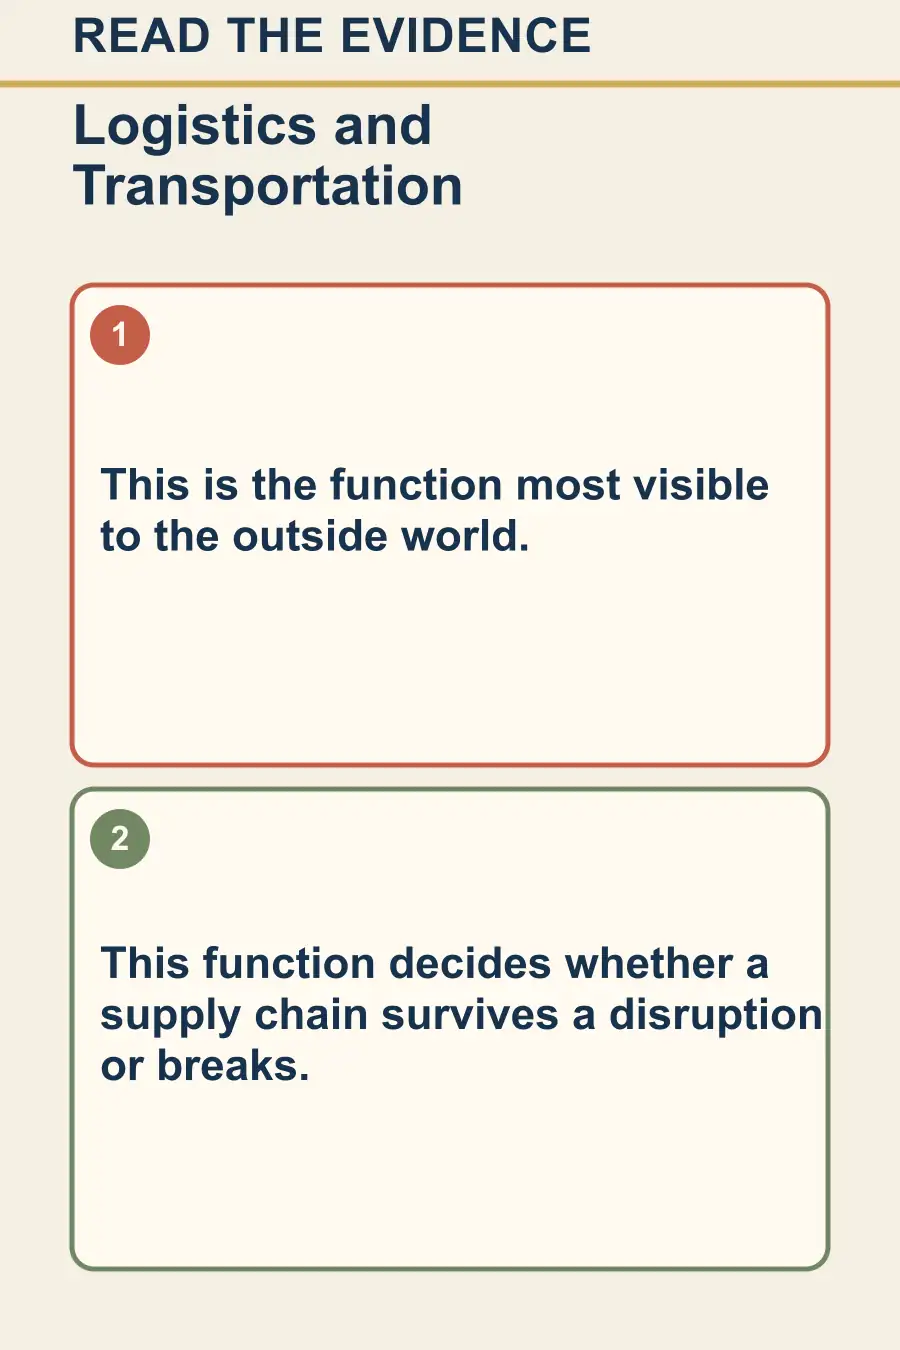 READ THE EVIDENCE
Logistics and
Transportation
1
This is the function most visible
to the outside world.
2
This function decides whether a
supply chain survives a disruption
or breaks.